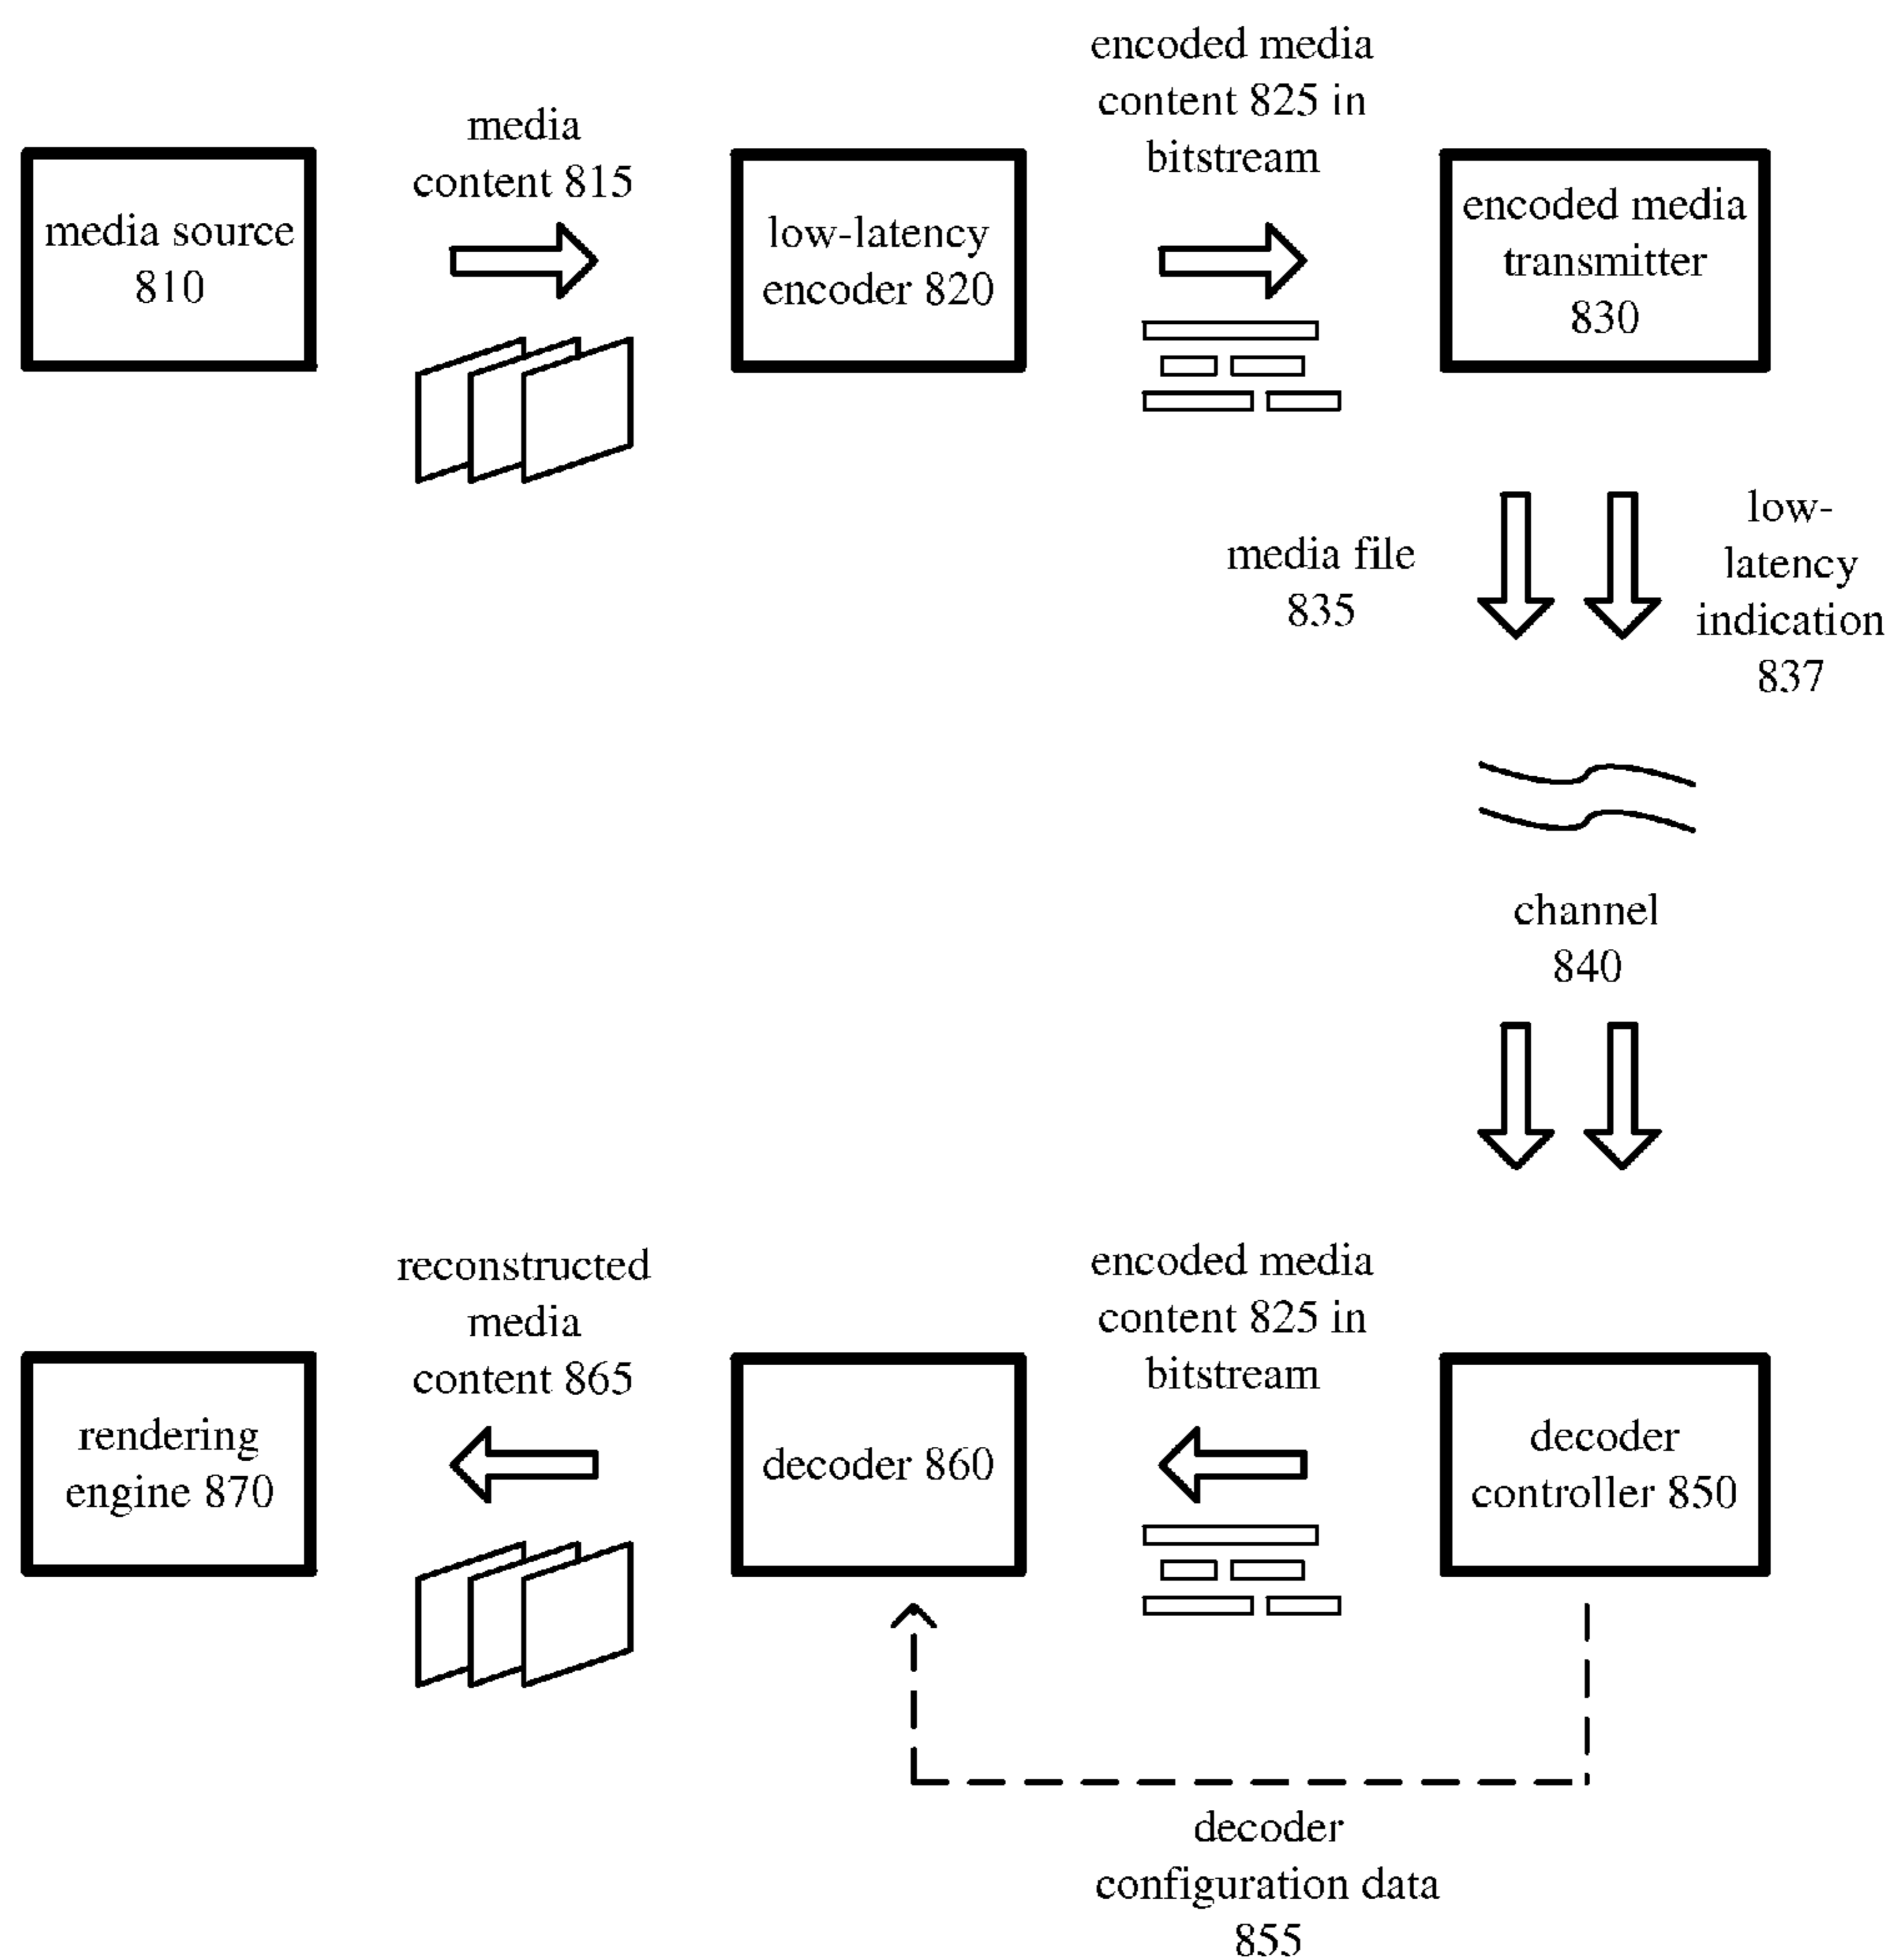 media source
810
media
content 815
low-latency
encoder 820
encoded media
content 825 in
bitstream
encoded media
transmitter
830
media file
835
low-
latency
indication
837
channel
840
reconstructed
media
content 865
encoded media
content 825 in
bitstream
rendering
engine 870
decoder 860
decoder
controller 850
decoder
configuration data
855